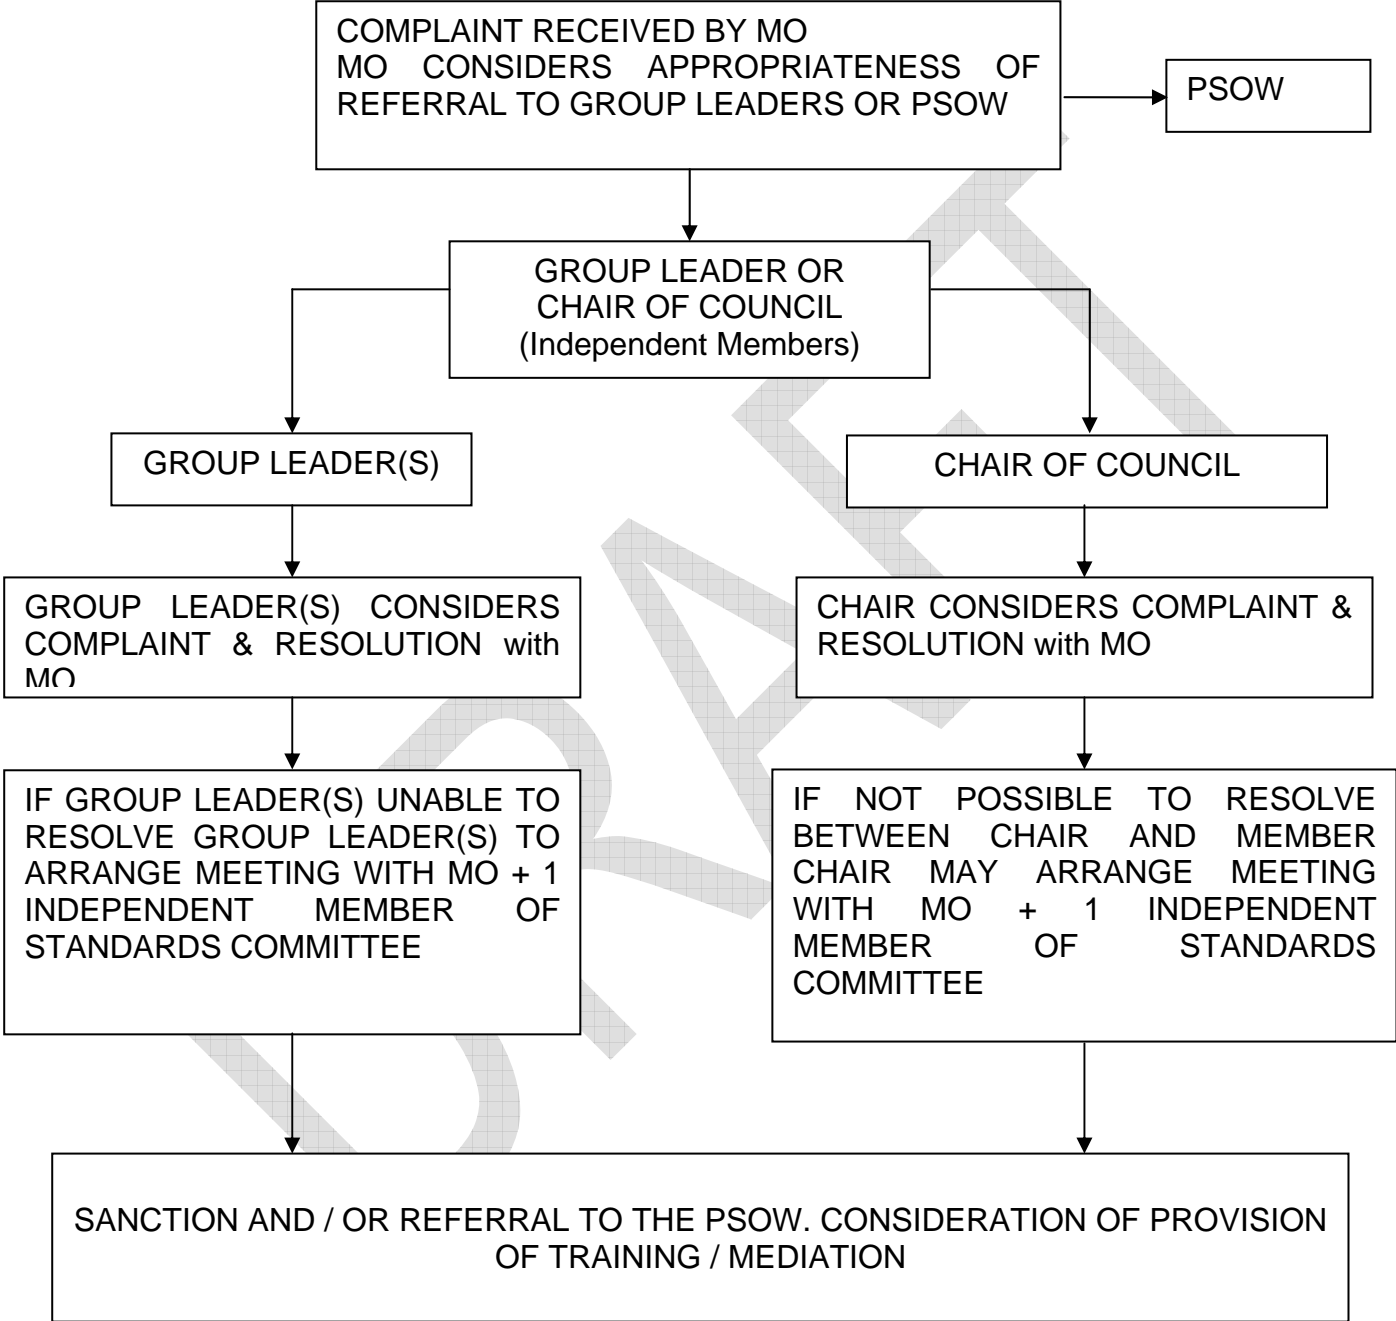 COMPLAINT RECEIVED BY MO
MO CONSIDERS APPROPRIATENESS OF
REFERRAL TO GROUP LEADERS OR PSOW
PSOW
GROUP LEADER OR
CHAIR OF COUNCIL
(Independent Members)
GROUP LEADER(S)
CHAIR OF COUNCIL
GROUP LEADER(S) CONSIDERS
COMPLAINT & RESOLUTION with
MO
CHAIR CONSIDERS COMPLAINT &
RESOLUTION with MO
IF GROUP LEADER(S) UNABLE TO
RESOLVE GROUP LEADER(S) TO
ARRANGE MEETING WITH MO + 1
INDEPENDENT MEMBER OF
STANDARDS COMMITTEE
IF NOT POSSIBLE TO RESOLVE
BETWEEN CHAIR AND MEMBER
CHAIR MAY ARRANGE MEETING
WITH MO + 1 INDEPENDENT
MEMBER OF STANDARDS
COMMITTEE
SANCTION AND / OR REFERRAL TO THE PSOW. CONSIDERATION OF PROVISION
OF TRAINING / MEDIATION
DRAFT